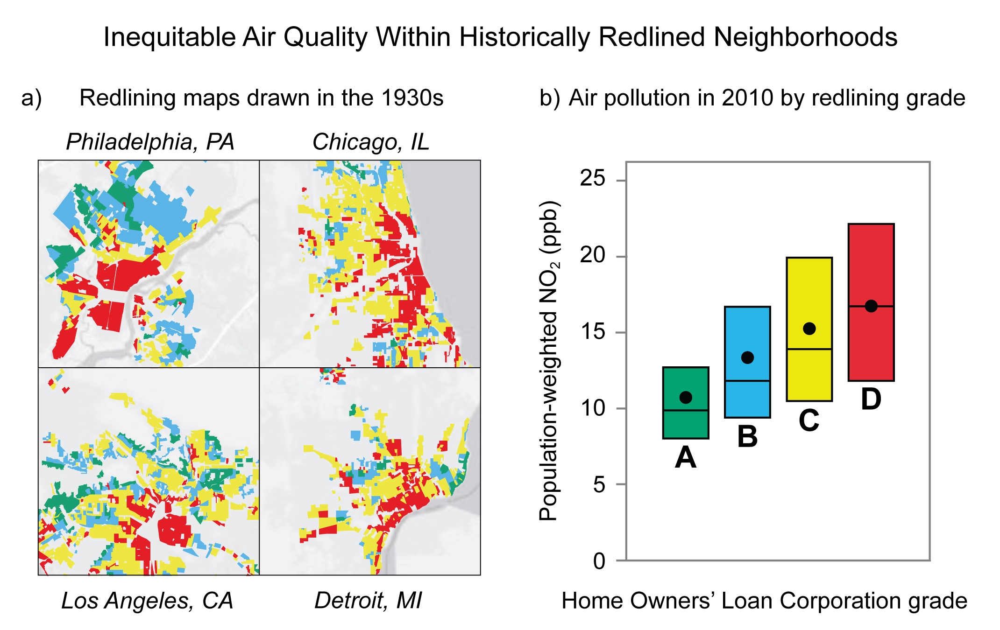 Inequitable Air Quality Within Historically Redlined Neighborhoods
a) Redlining maps drawn in the 1930s
Philadelphia, PA
Chicago, IL
Los Angeles, CA
Detroit, MI
b) Air pollution in 2010 by redlining grade
Population-weighted NO₂ (ppb)
25
20
15
10
5
0
A
B
C
D
Home Owners’ Loan Corporation grade